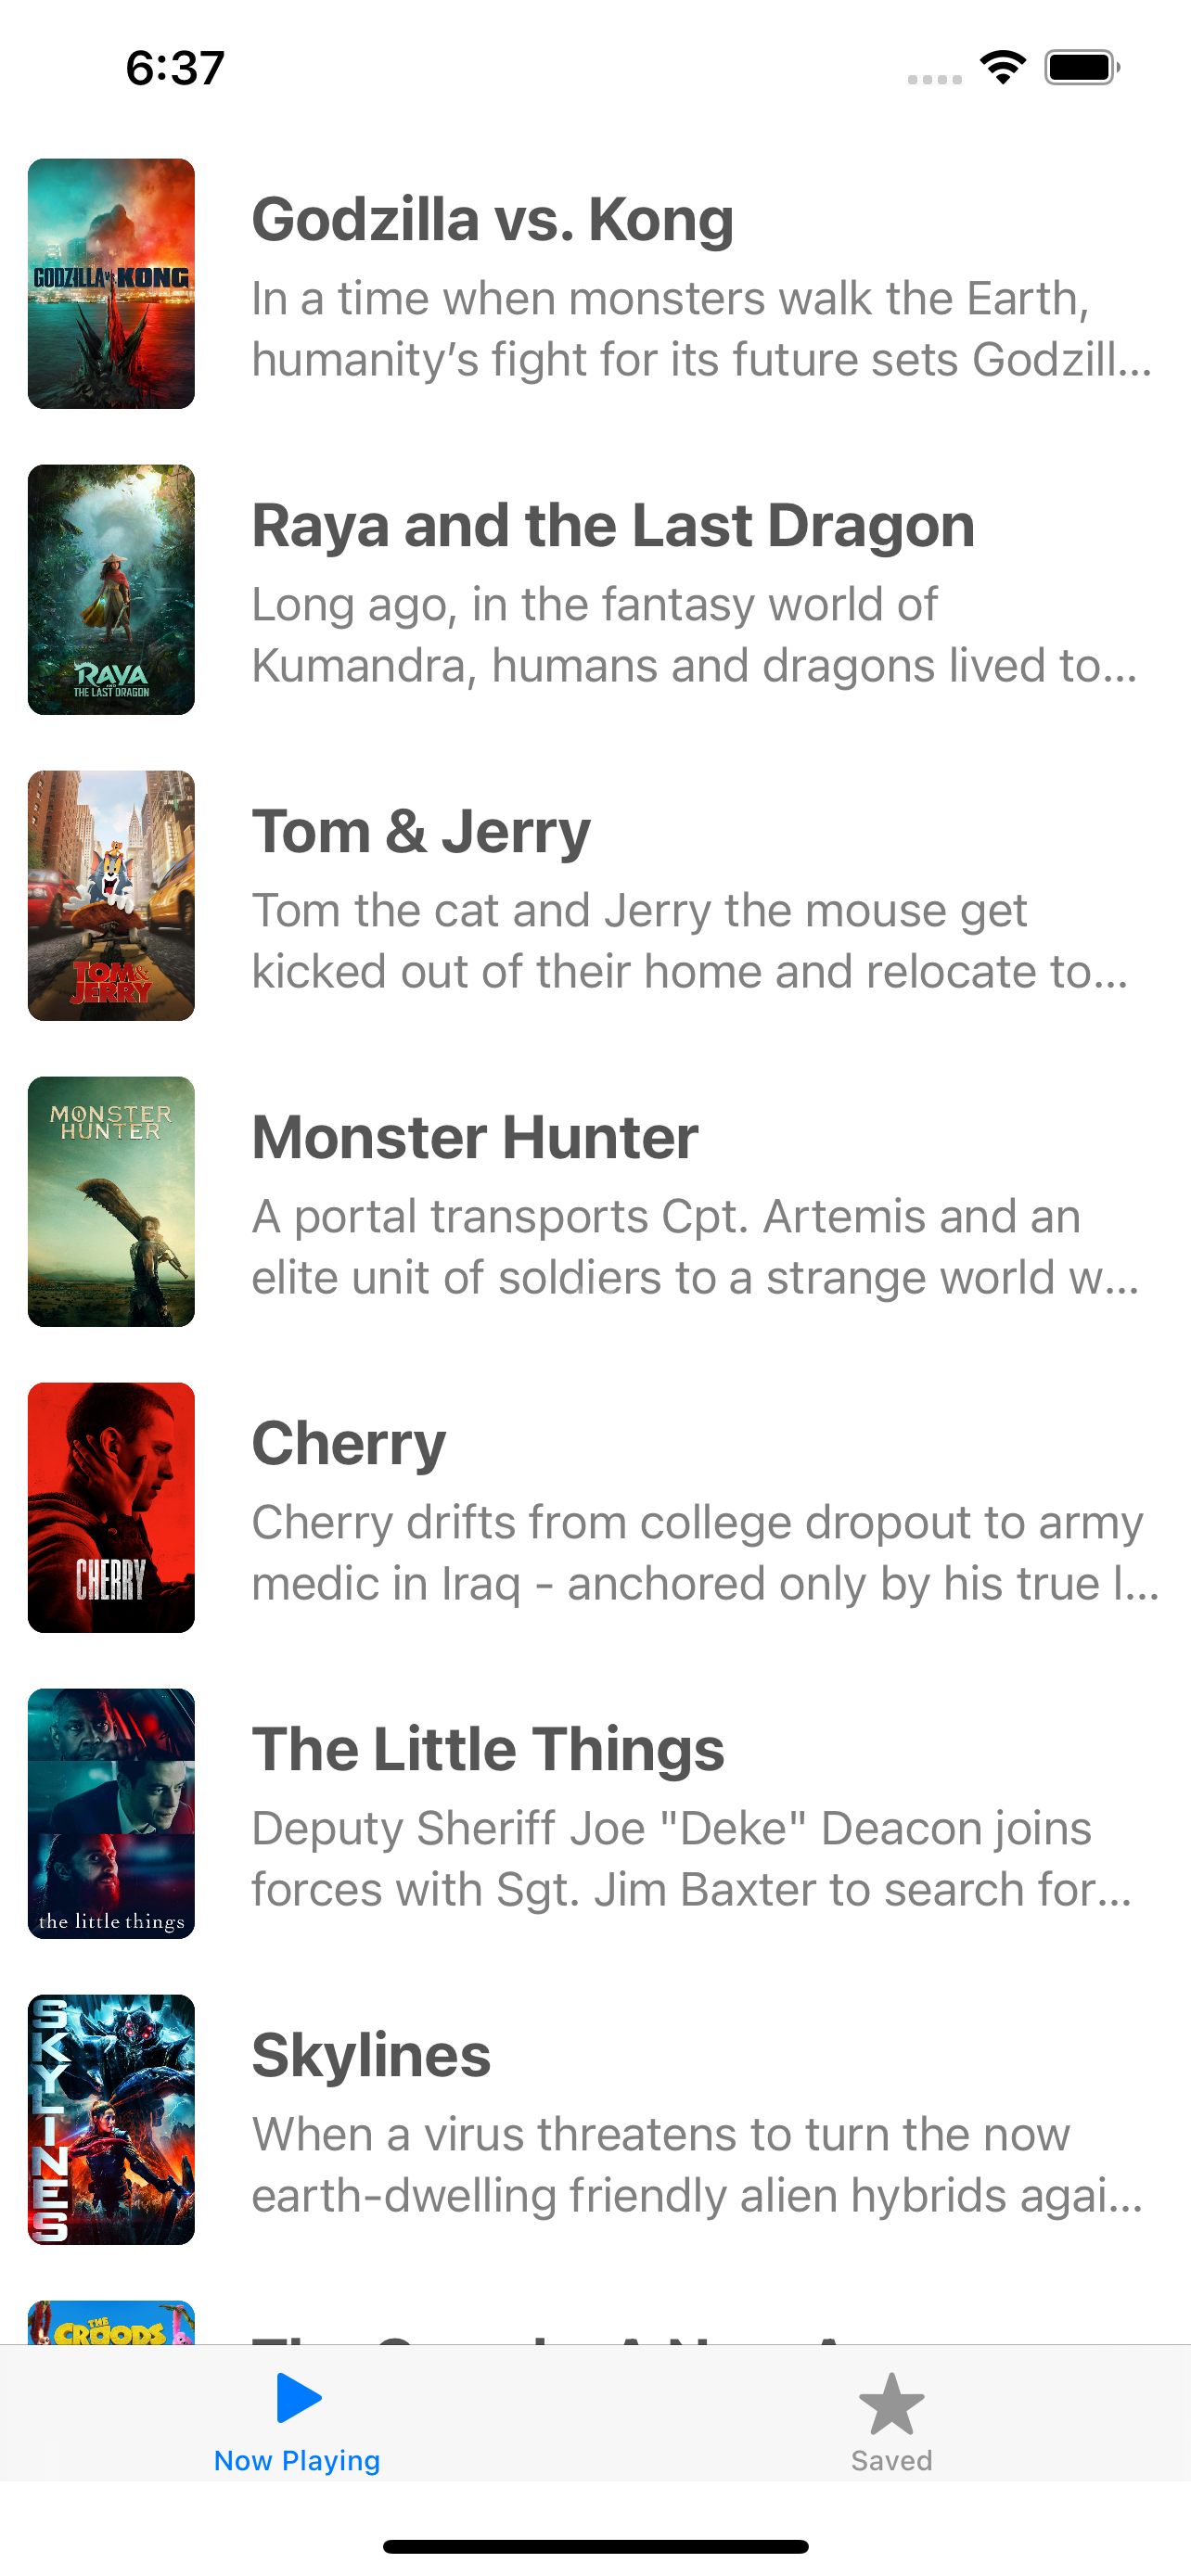 6:37
GODZILLA vs KONG
Godzilla vs. Kong
In a time when monsters walk the Earth,
humanity’s fight for its future sets Godzill...
RAYA
AND
THE LAST DRAGON
Raya and the Last Dragon
Long ago, in the fantasy world of
Kumandra, humans and dragons lived to...
TOM&
JERRY
Tom & Jerry
Tom the cat and Jerry the mouse get
kicked out of their home and relocate to...
MONSTER
HUNTER
Monster Hunter
A portal transports Cpt. Artemis and an
elite unit of soldiers to a strange world w...
CHERRY
Cherry
Cherry drifts from college dropout to army
medic in Iraq - anchored only by his true l...
the little things
The Little Things
Deputy Sheriff Joe "Deke" Deacon joins
forces with Sgt. Jim Baxter to search for...
SKYLINES
Skylines
When a virus threatens to turn the now
earth-dwelling friendly alien hybrids agai...
THE
CROODS
Now Playing
Saved